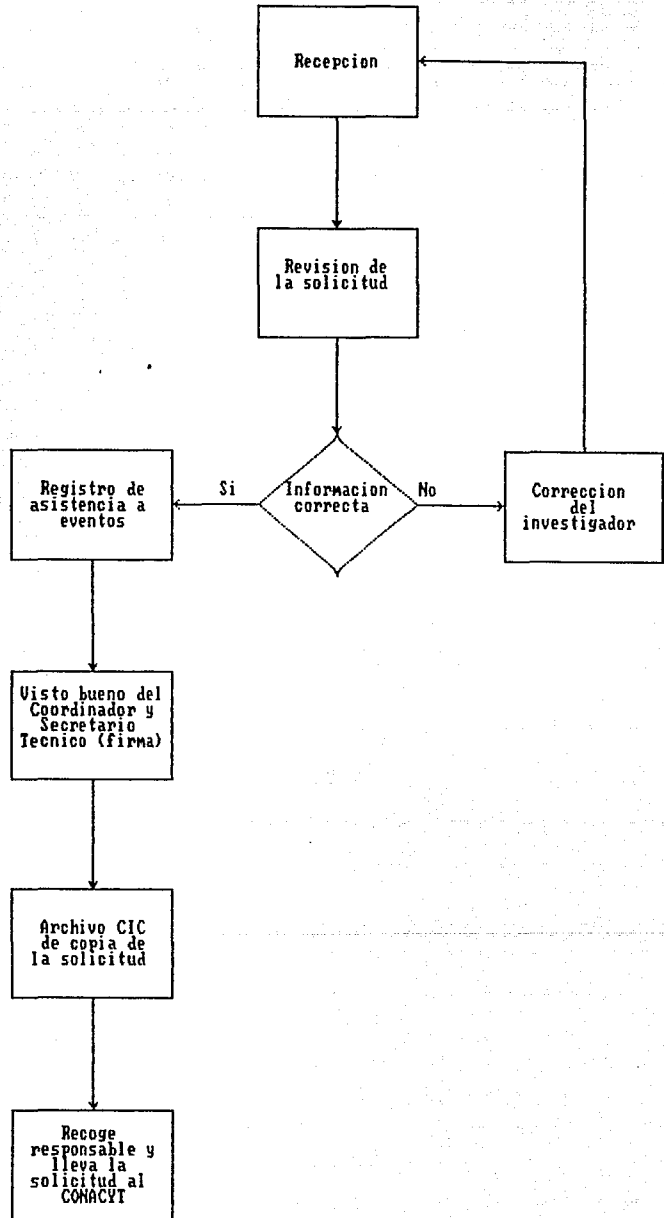 Recepcion
Revision de
la solicitud
Informacion
correcta
Si
No
Registro de
asistencia a
eventos
Correccion
del
investigador
Visto bueno del
Coordinador y
Secretario
Tecnico (firma)
Archivo CIC
de copia de
la solicitud
Recoge
responsable y
lleva la
solicitud al
CONACYT